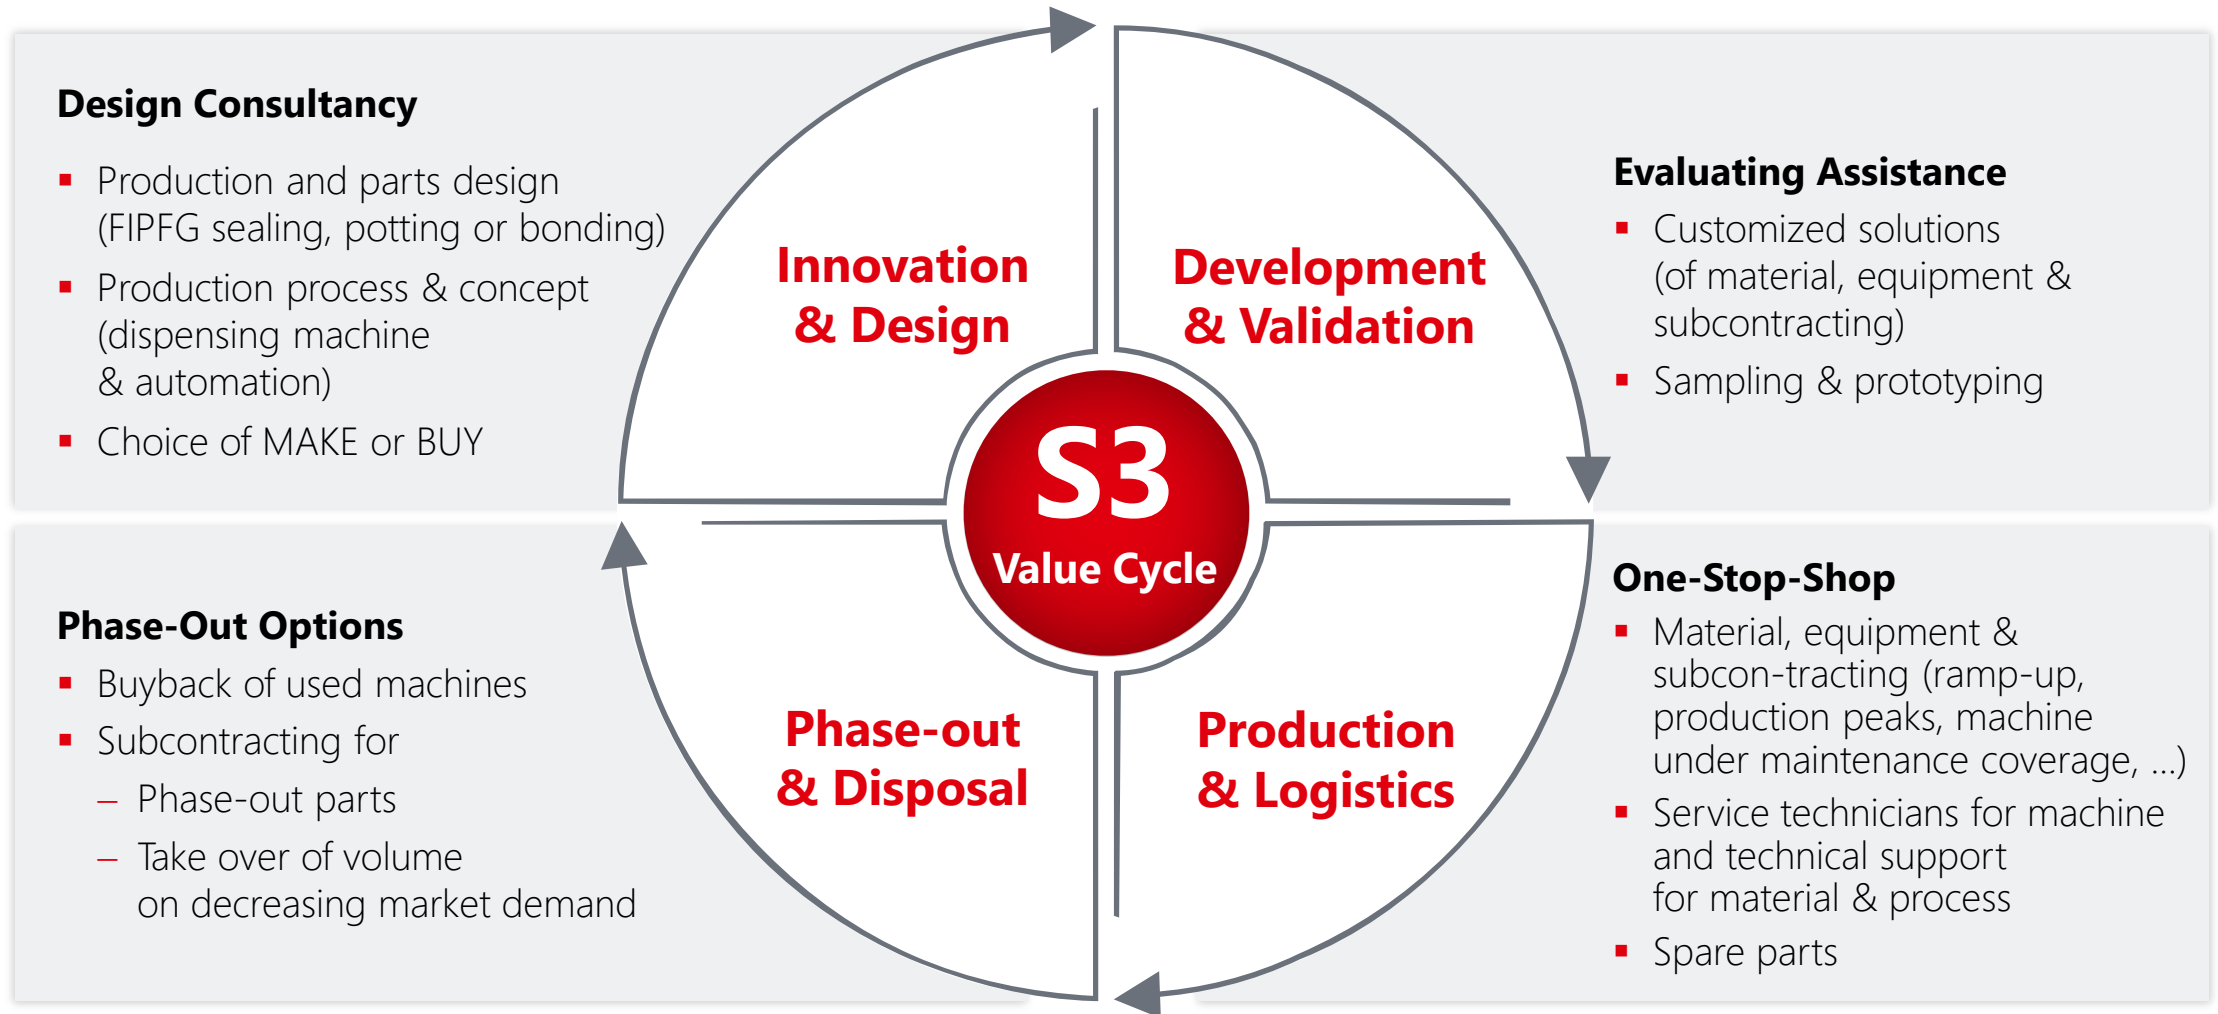 Design Consultancy
▪ Production and parts design
(FIPFG sealing, potting or bonding)
▪ Production process & concept
(dispensing machine
& automation)
▪ Choice of MAKE or BUY
Innovation
& Design
Development
& Validation
Evaluating Assistance
▪ Customized solutions
(of material, equipment &
subcontracting)
▪ Sampling & prototyping
S3
Value Cycle
Phase-Out Options
▪ Buyback of used machines
▪ Subcontracting for
– Phase-out parts
– Take over of volume
on decreasing market demand
Phase-out
& Disposal
Production
& Logistics
One-Stop-Shop
▪ Material, equipment &
subcon-tracting (ramp-up,
production peaks, machine
under maintenance coverage, ...)
▪ Service technicians for machine
and technical support
for material & process
▪ Spare parts